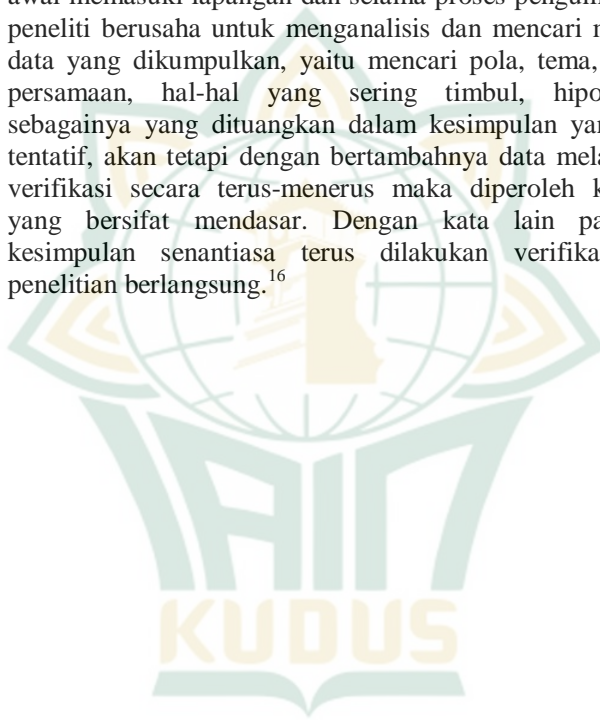 awal memasuki lapangan dan selama proses
peneliti berusaha untuk menganalisis dan mencari
data yang dikumpulkan, yaitu mencari pola, tema,
persamaan, hal-hal yang sering timbul,
sebagainya yang dituangkan dalam kesimpulan
tentatif, akan tetapi dengan bertambahnya data
verifikasi secara terus-menerus maka diperoleh
yang bersifat mendasar. Dengan kata lain
kesimpulan senantiasa terus dilakukan
penelitian berlangsung.16
IAIN
KUDUS